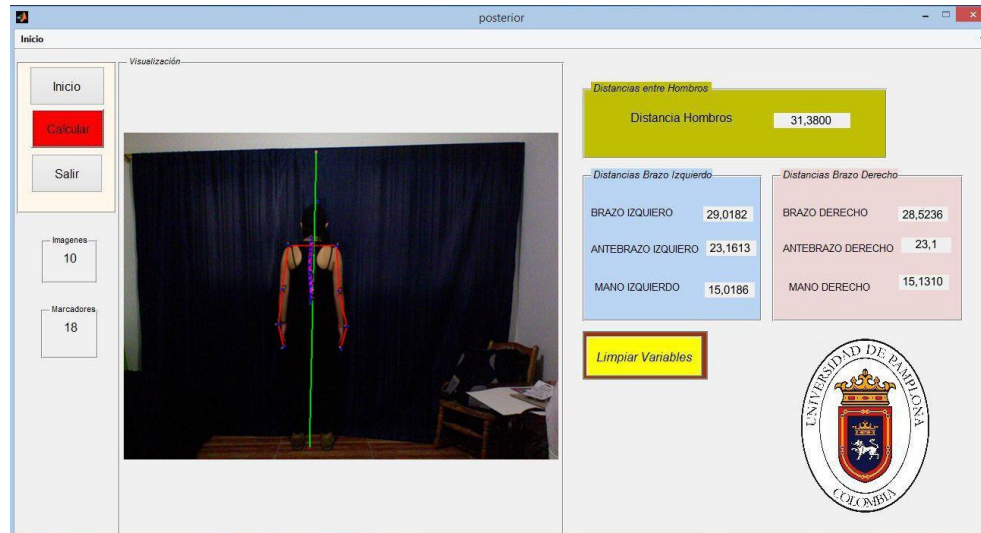 posterior
Inicio
Inicio
Calcular
Salir
Imagenes
10
Marcadores
18
Visualización
Distancias entre Hombros
Distancia Hombros 31,3800
Distancias Brazo Izquierdo
BRAZO IZQUIERO 29,0182
ANTEBRAZO IZQUIERO 23,1613
MANO IZQUIERDO 15,0186
Distancias Brazo Derecho
BRAZO DERECHO 28,5236
ANTEBRAZO DERECHO 23,1
MANO DERECHO 15,1310
Limpiar Variables
UNIVERSIDAD DE PAMPLONA
COLOMBIA